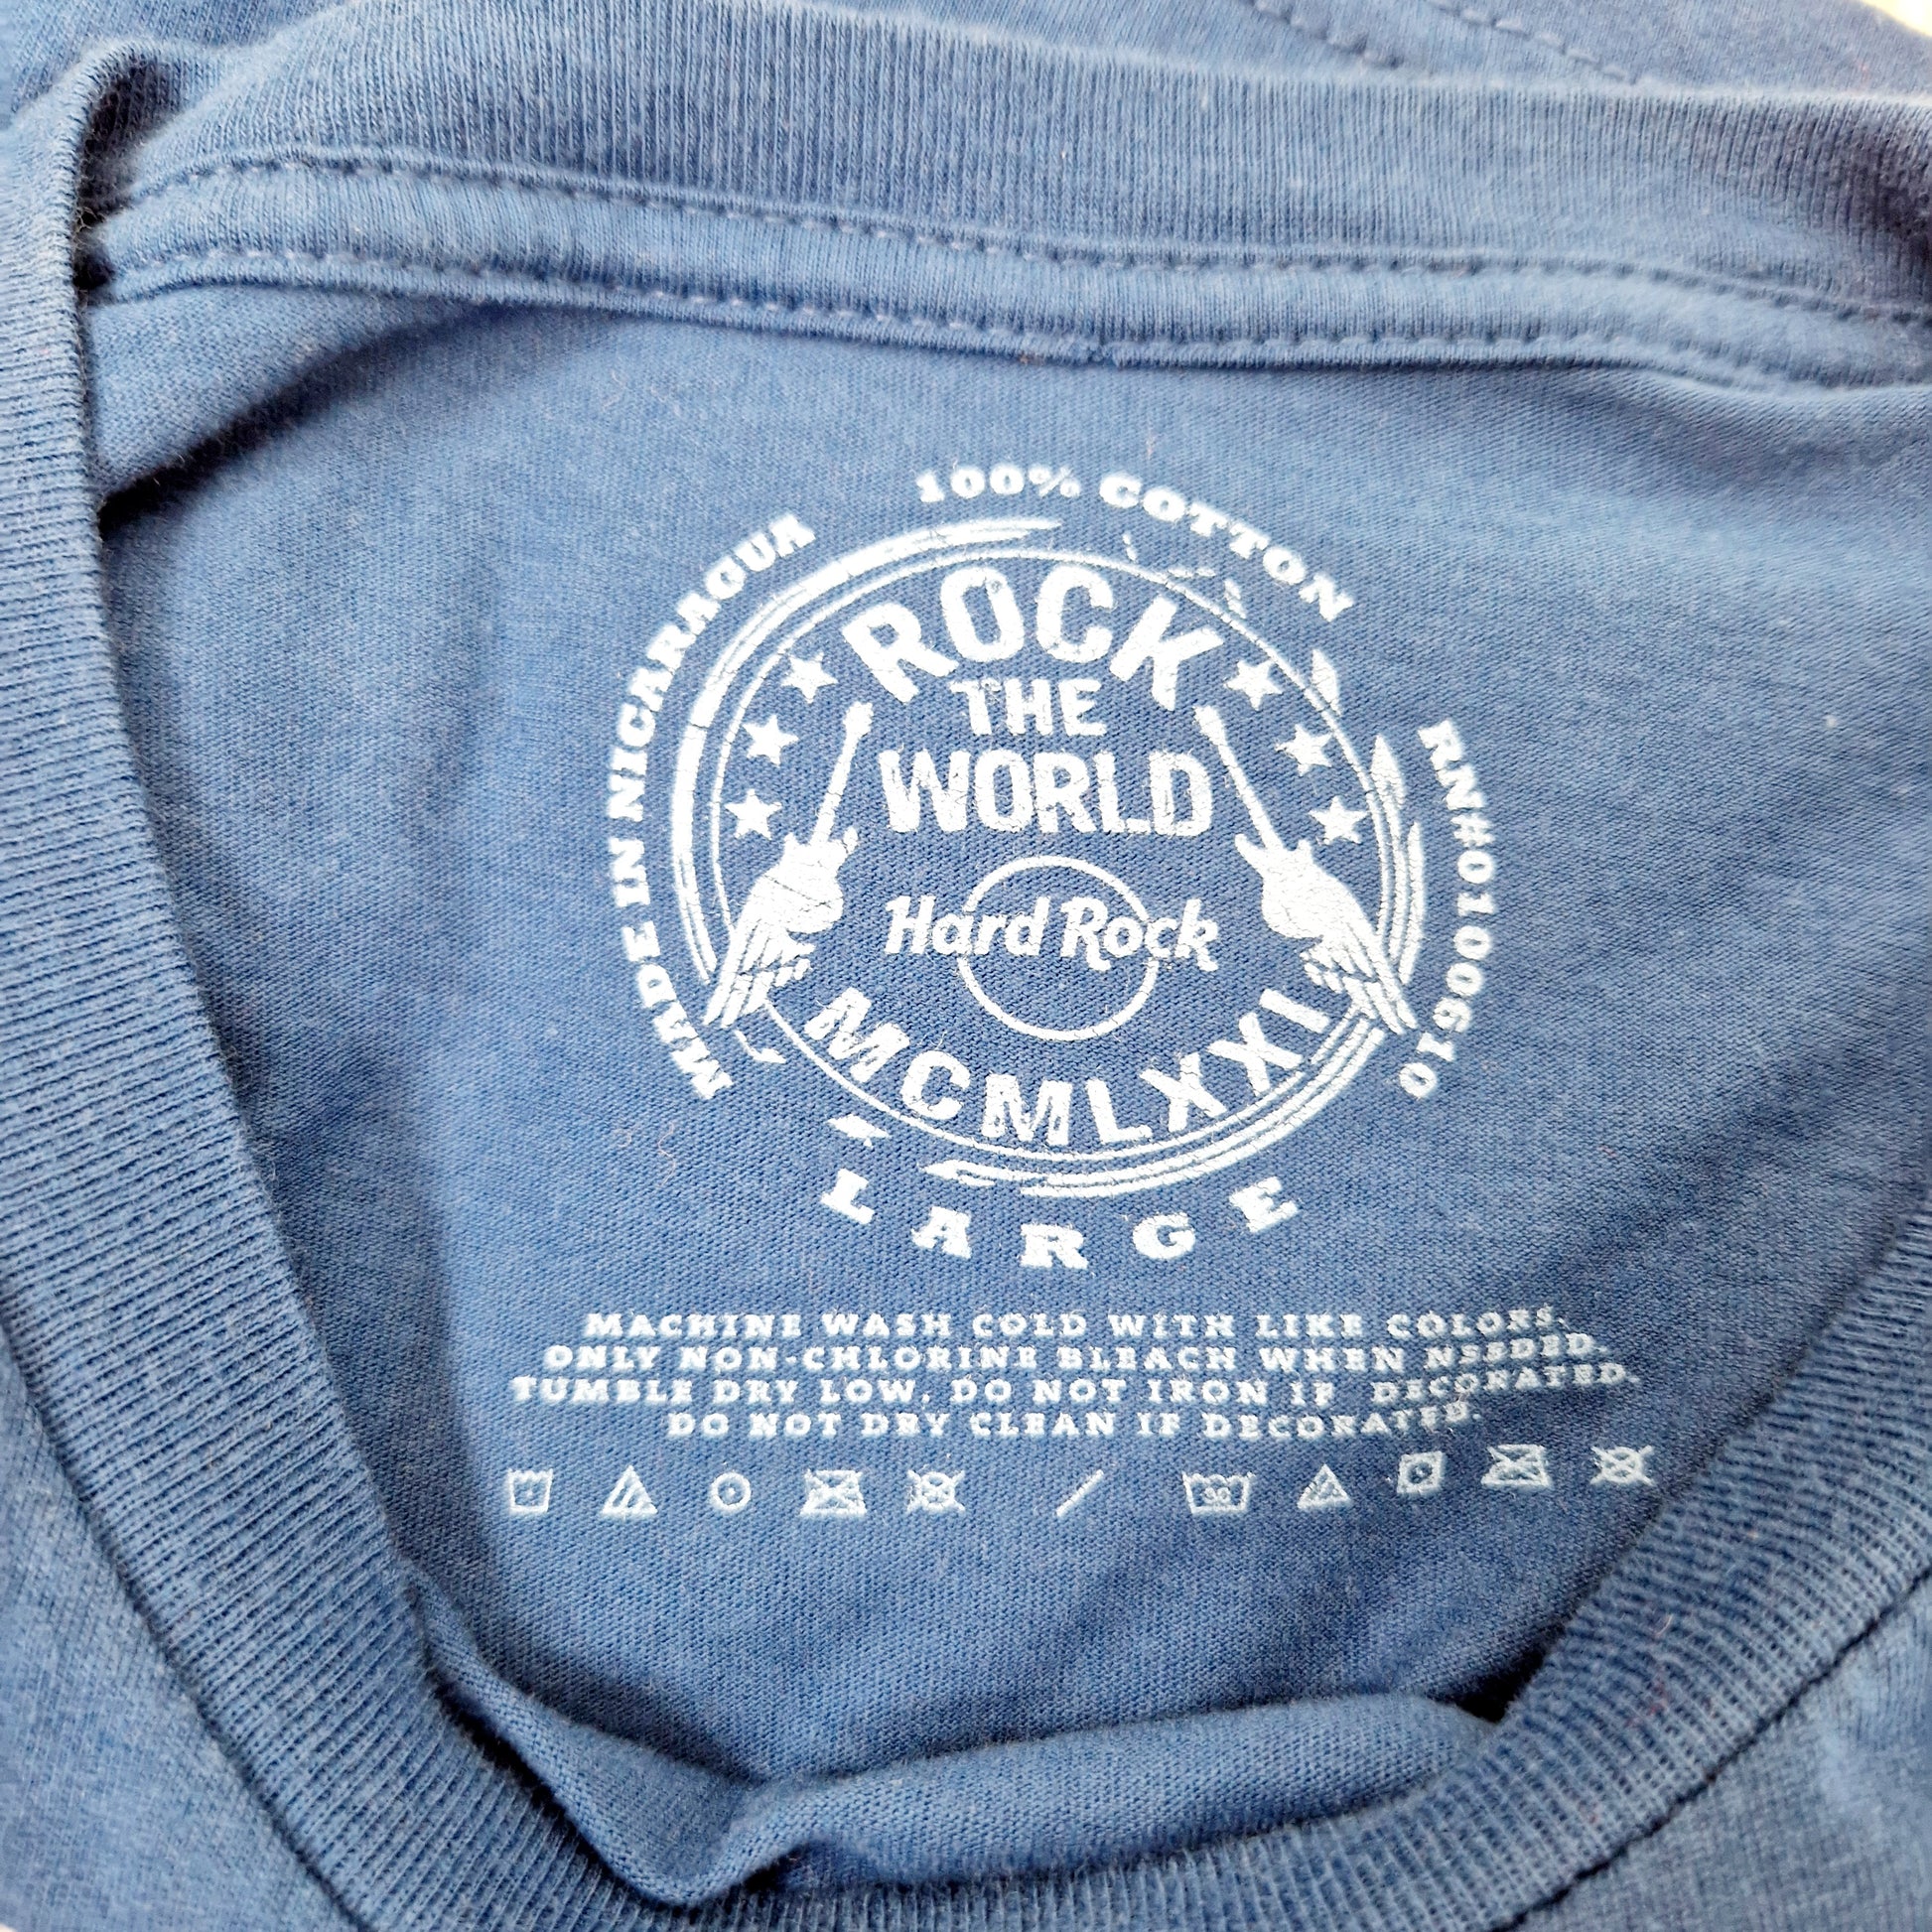 100% COTTON
MADE IN NICARAGUA
RN#0100610
ROCK
THE
WORLD
Hard Rock
MCMLXXI
LARGE
MACHINE WASH COLD WITH LIKE COLORS.
ONLY NON-CHLORINE BLEACH WHEN NEEDED.
TUMBLE DRY LOW. DO NOT IRON IF DECORATED.
DO NOT DRY CLEAN IF DECORATED.
30